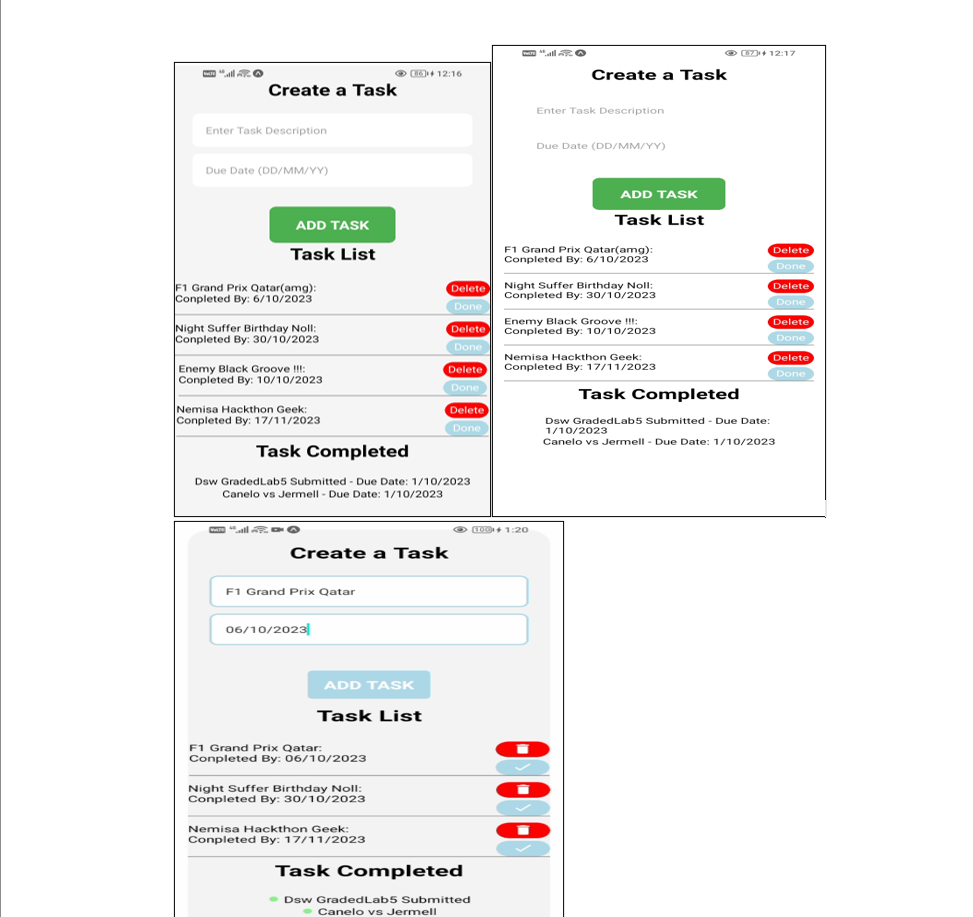 86 12:16
Create a Task
Enter Task Description
Due Date (DD/MM/YY)
ADD TASK
Task List
F1 Grand Prix Qatar(amg):
Conpleted By: 6/10/2023
Delete
Done
Night Suffer Birthday Noll:
Conpleted By: 30/10/2023
Delete
Done
Enemy Black Groove !!!:
Conpleted By: 10/10/2023
Delete
Done
Nemisa Hackthon Geek:
Conpleted By: 17/11/2023
Delete
Done
Task Completed
Dsw GradedLab5 Submitted - Due Date: 1/10/2023
Canelo vs Jermell - Due Date: 1/10/2023
87 12:17
Create a Task
Enter Task Description
Due Date (DD/MM/YY)
ADD TASK
Task List
F1 Grand Prix Qatar(amg):
Conpleted By: 6/10/2023
Delete
Done
Night Suffer Birthday Noll:
Conpleted By: 30/10/2023
Delete
Done
Enemy Black Groove !!!:
Conpleted By: 10/10/2023
Delete
Done
Nemisa Hackthon Geek:
Conpleted By: 17/11/2023
Delete
Done
Task Completed
Dsw GradedLab5 Submitted - Due Date:
1/10/2023
Canelo vs Jermell - Due Date: 1/10/2023
100 1:20
Create a Task
F1 Grand Prix Qatar
06/10/2023
ADD TASK
Task List
F1 Grand Prix Qatar:
Conpleted By: 06/10/2023
Night Suffer Birthday Noll:
Conpleted By: 30/10/2023
Nemisa Hackthon Geek:
Conpleted By: 17/11/2023
Task Completed
Dsw GradedLab5 Submitted
Canelo vs Jermell